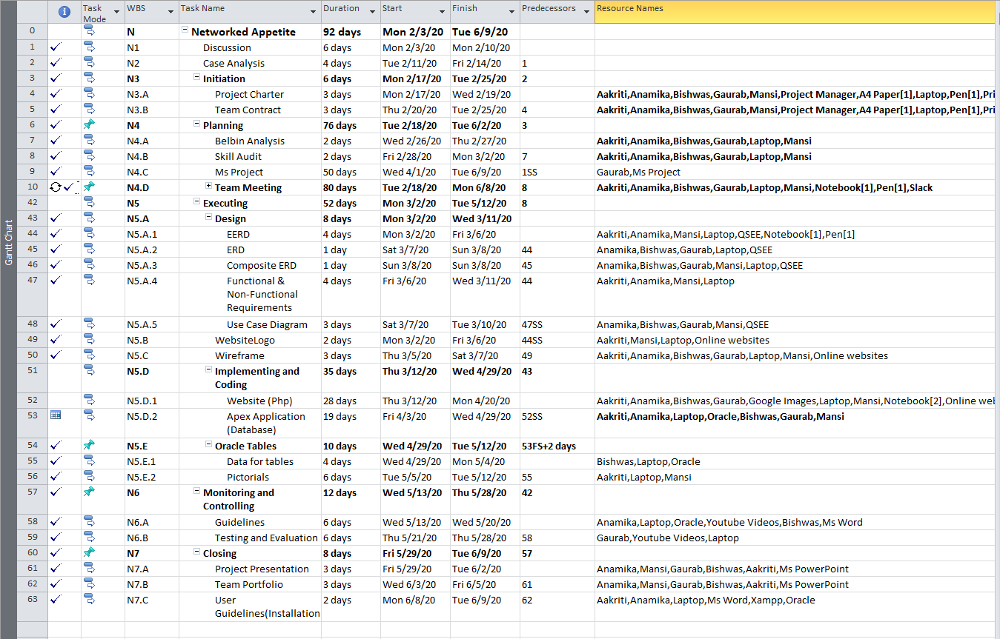 Task Mode WBS Task Name Duration Start Finish Predecessors Resource Names
Gantt Chart
0 N Networked Appetite 92 days Mon 2/3/20 Tue 6/9/20
1 N1 Discussion 6 days Mon 2/3/20 Mon 2/10/20
2 N2 Case Analysis 4 days Tue 2/11/20 Fri 2/14/20 1
3 N3 Initiation 6 days Mon 2/17/20 Tue 2/25/20 2
4 N3.A Project Charter 3 days Mon 2/17/20 Wed 2/19/20 Aakriti,Anamika,Bishwas,Gaurab,Mansi,Project Manager,A4 Paper[1],Laptop,Pen[1],Pri
5 N3.B Team Contract 3 days Thu 2/20/20 Tue 2/25/20 4 Aakriti,Anamika,Bishwas,Gaurab,Mansi,Project Manager,A4 Paper[1],Laptop,Pen[1],Pri
6 N4 Planning 76 days Tue 2/18/20 Tue 6/2/20 3
7 N4.A Belbin Analysis 2 days Wed 2/26/20 Thu 2/27/20 Aakriti,Anamika,Bishwas,Gaurab,Laptop,Mansi
8 N4.B Skill Audit 2 days Fri 2/28/20 Mon 3/2/20 7 Aakriti,Anamika,Bishwas,Gaurab,Laptop,Mansi
9 N4.C Ms Project 50 days Wed 4/1/20 Tue 6/9/20 1SS Gaurab,Ms Project
10 N4.D Team Meeting 80 days Tue 2/18/20 Mon 6/8/20 8 Aakriti,Anamika,Bishwas,Gaurab,Laptop,Mansi,Notebook[1],Pen[1],Slack
42 N5 Executing 52 days Mon 3/2/20 Tue 5/12/20 8
43 N5.A Design 8 days Mon 3/2/20 Wed 3/11/20
44 N5.A.1 EERD 4 days Mon 3/2/20 Fri 3/6/20 Aakriti,Anamika,Mansi,Laptop,QSEE,Notebook[1],Pen[1]
45 N5.A.2 ERD 1 day Sat 3/7/20 Sun 3/8/20 44 Anamika,Bishwas,Gaurab,Laptop,QSEE
46 N5.A.3 Composite ERD 1 day Sun 3/8/20 Sun 3/8/20 45 Anamika,Bishwas,Gaurab,Mansi,Laptop,QSEE
47 N5.A.4 Functional & 4 days Fri 3/6/20 Wed 3/11/20 44 Aakriti,Anamika,Mansi,Laptop
Non-Functional
Requirements
48 N5.A.5 Use Case Diagram 3 days Sat 3/7/20 Tue 3/10/20 47SS Anamika,Bishwas,Gaurab,Mansi,QSEE
49 N5.B WebsiteLogo 2 days Mon 3/2/20 Fri 3/6/20 44SS Aakriti,Mansi,Laptop,Online websites
50 N5.C Wireframe 3 days Thu 3/5/20 Sat 3/7/20 49 Aakriti,Anamika,Bishwas,Gaurab,Laptop,Mansi,Online websites
51 N5.D Implementing and 35 days Thu 3/12/20 Wed 4/29/20 43
Coding
52 N5.D.1 Website (Php) 28 days Thu 3/12/20 Mon 4/20/20 Aakriti,Anamika,Bishwas,Gaurab,Google Images,Laptop,Mansi,Notebook[2],Online wel
53 N5.D.2 Apex Application 19 days Fri 4/3/20 Wed 4/29/20 52SS Aakriti,Anamika,Laptop,Oracle,Bishwas,Gaurab,Mansi
(Database)
54 N5.E Oracle Tables 10 days Wed 4/29/20 Tue 5/12/20 53FS+2 days
55 N5.E.1 Data for tables 4 days Wed 4/29/20 Mon 5/4/20 Bishwas,Laptop,Oracle
56 N5.E.2 Pictorials 6 days Tue 5/5/20 Tue 5/12/20 55 Aakriti,Laptop,Mansi
57 N6 Monitoring and 12 days Wed 5/13/20 Thu 5/28/20 42
Controlling
58 N6.A Guidelines 6 days Wed 5/13/20 Wed 5/20/20 Anamika,Laptop,Oracle,Youtube Videos,Bishwas,Ms Word
59 N6.B Testing and Evaluation 6 days Thu 5/21/20 Thu 5/28/20 58 Gaurab,Youtube Videos,Laptop
60 N7 Closing 8 days Fri 5/29/20 Tue 6/9/20 57
61 N7.A Project Presentation 3 days Fri 5/29/20 Tue 6/2/20 Anamika,Mansi,Gaurab,Bishwas,Aakriti,Ms PowerPoint
62 N7.B Team Portfolio 3 days Wed 6/3/20 Fri 6/5/20 61 Anamika,Mansi,Gaurab,Bishwas,Aakriti,Ms PowerPoint
63 N7.C User 2 days Mon 6/8/20 Tue 6/9/20 62 Aakriti,Anamika,Laptop,Ms Word,Xampp,Oracle
Guidelines(Installation